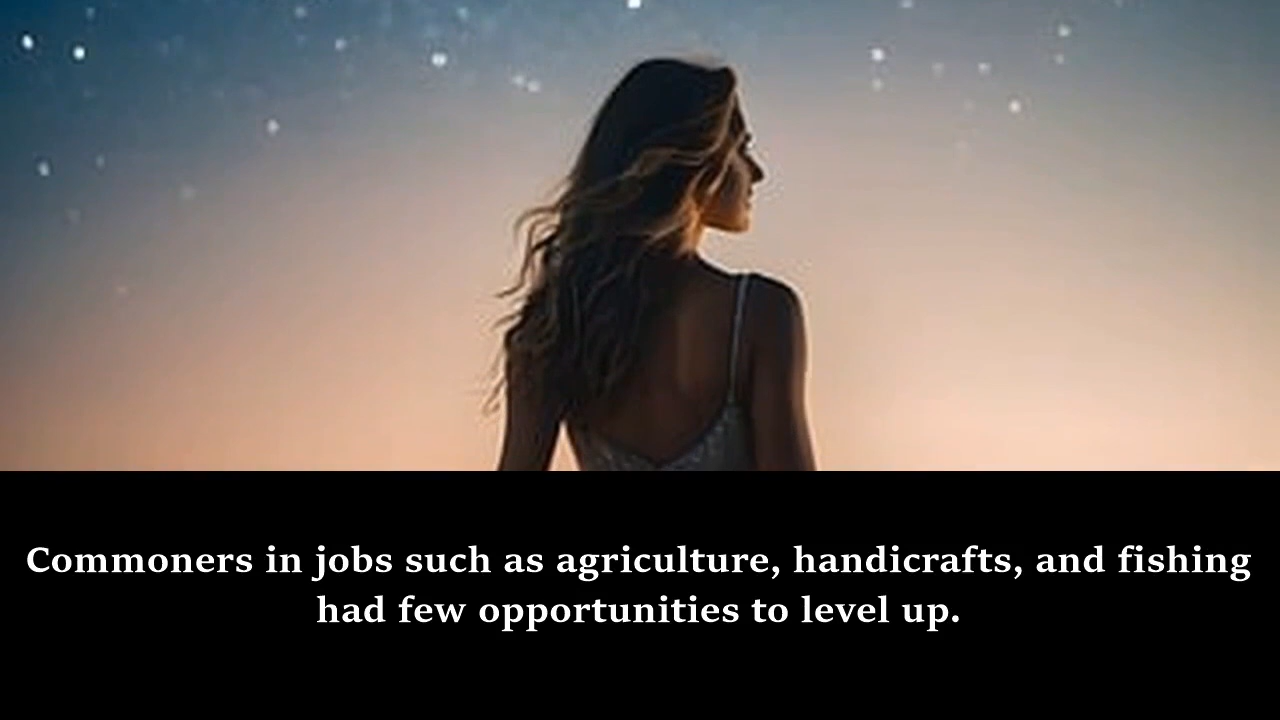 Commoners in jobs such as agriculture, handicrafts, and fishing
had few opportunities to level up.